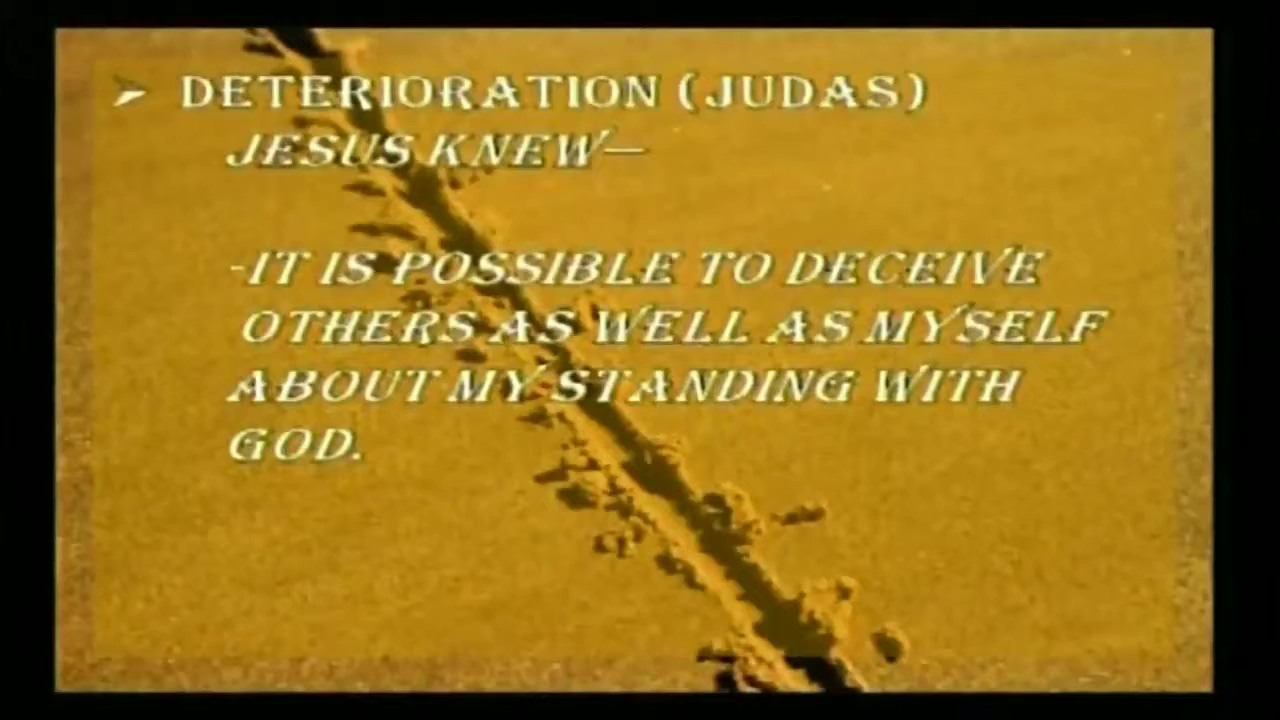 DETERIORATION (JUDAS)
JESUS KNEW—
-IT IS POSSIBLE TO DECEIVE
OTHERS AS WELL AS MYSELF
ABOUT MY STANDING WITH
GOD.